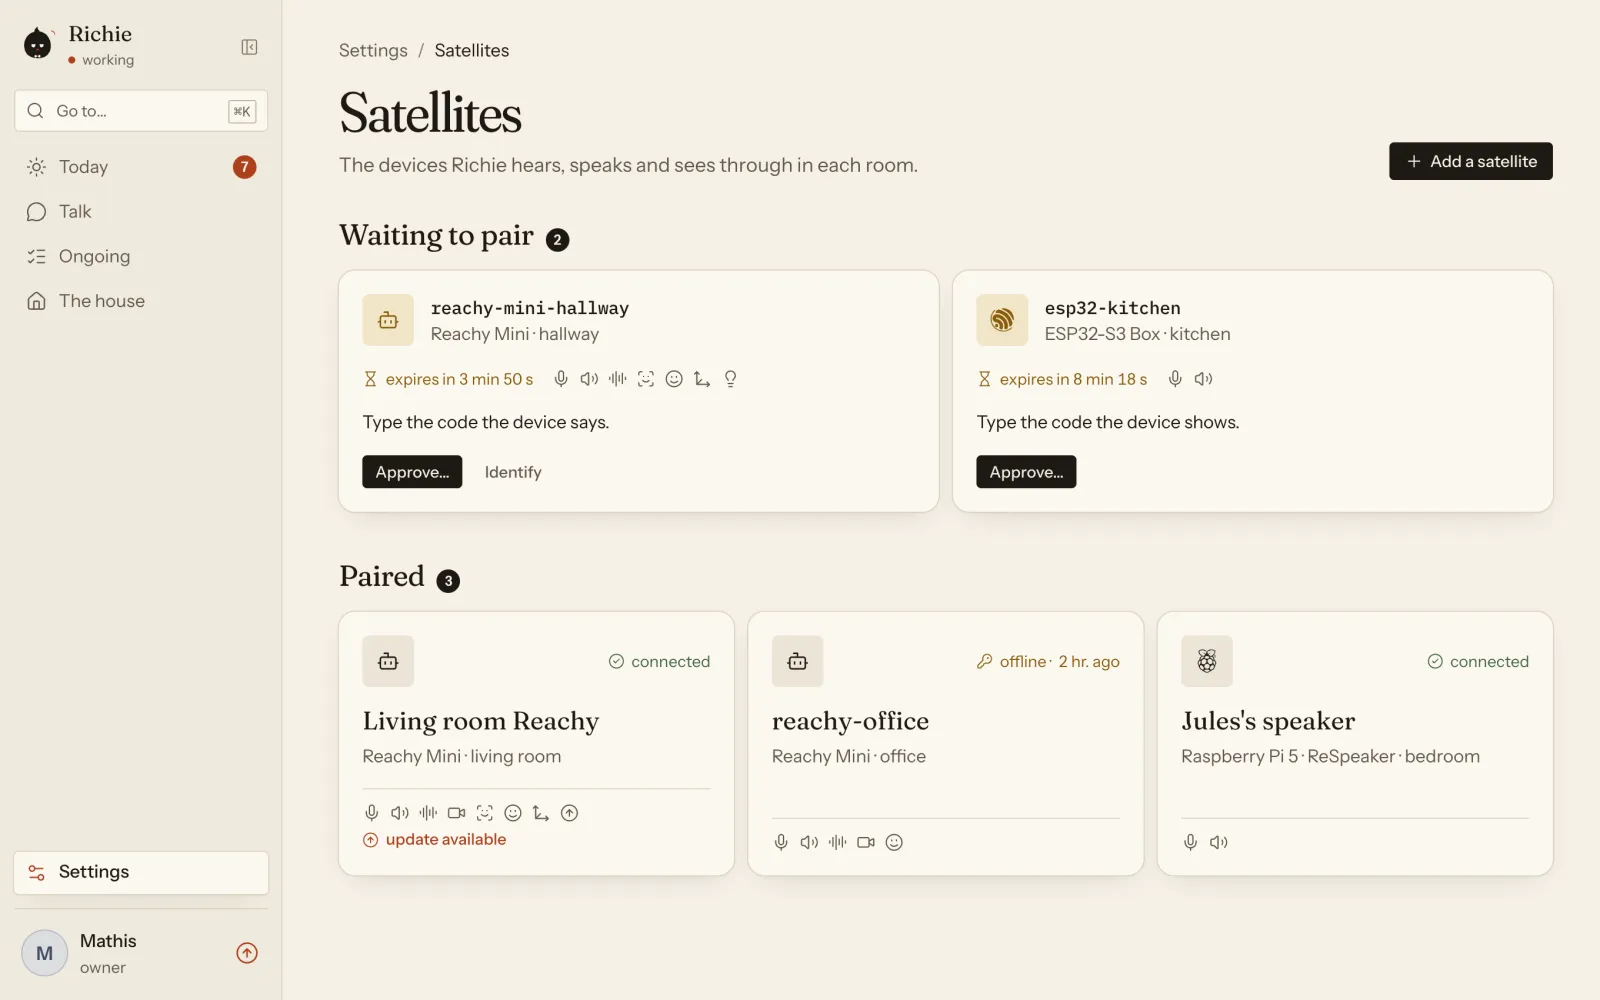 Richie
working
Go to...
⌘K
Today
7
Talk
Ongoing
The house
Settings
M
Mathis
owner
Settings / Satellites
Satellites
The devices Richie hears, speaks and sees through in each room.
+ Add a satellite
Waiting to pair 2
reachy-mini-hallway
Reachy Mini · hallway
expires in 3 min 50 s
Type the code the device says.
Approve...
Identify
esp32-kitchen
ESP32-S3 Box · kitchen
expires in 8 min 18 s
Type the code the device shows.
Approve...
Paired 3
connected
Living room Reachy
Reachy Mini · living room
update available
offline · 2 hr. ago
reachy-office
Reachy Mini · office
connected
Jules's speaker
Raspberry Pi 5 · ReSpeaker · bedroom